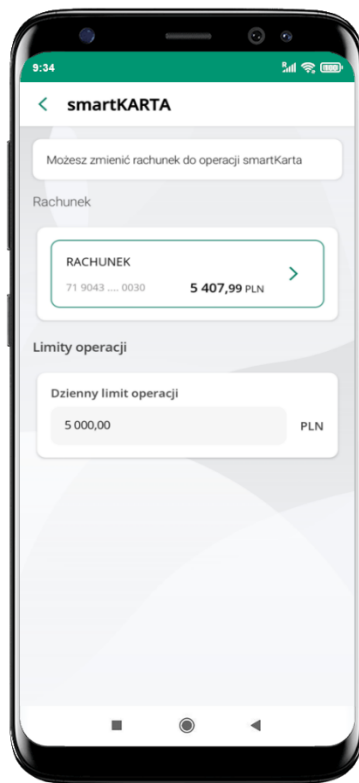 9:34
smartKARTA
Możesz zmienić rachunek do operacji smartKarta
Rachunek
RACHUNEK
71 9043 .... 0030 5 407,99 PLN
Limity operacji
Dzienny limit operacji
5 000,00 PLN